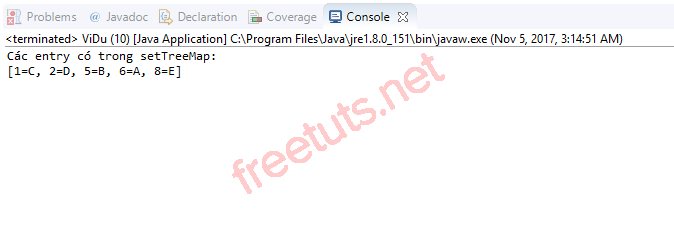 Problems @ Javadoc Declaration Coverage Console
<terminated> ViDu (10) [Java Application] C:\Program Files\Java\jre1.8.0_151\bin\javaw.exe (Nov 5, 2017, 3:14:51 AM)
Các entry có trong setTreeMap:
[1=C, 2=D, 5=B, 6=A, 8=E]
freetuts.net